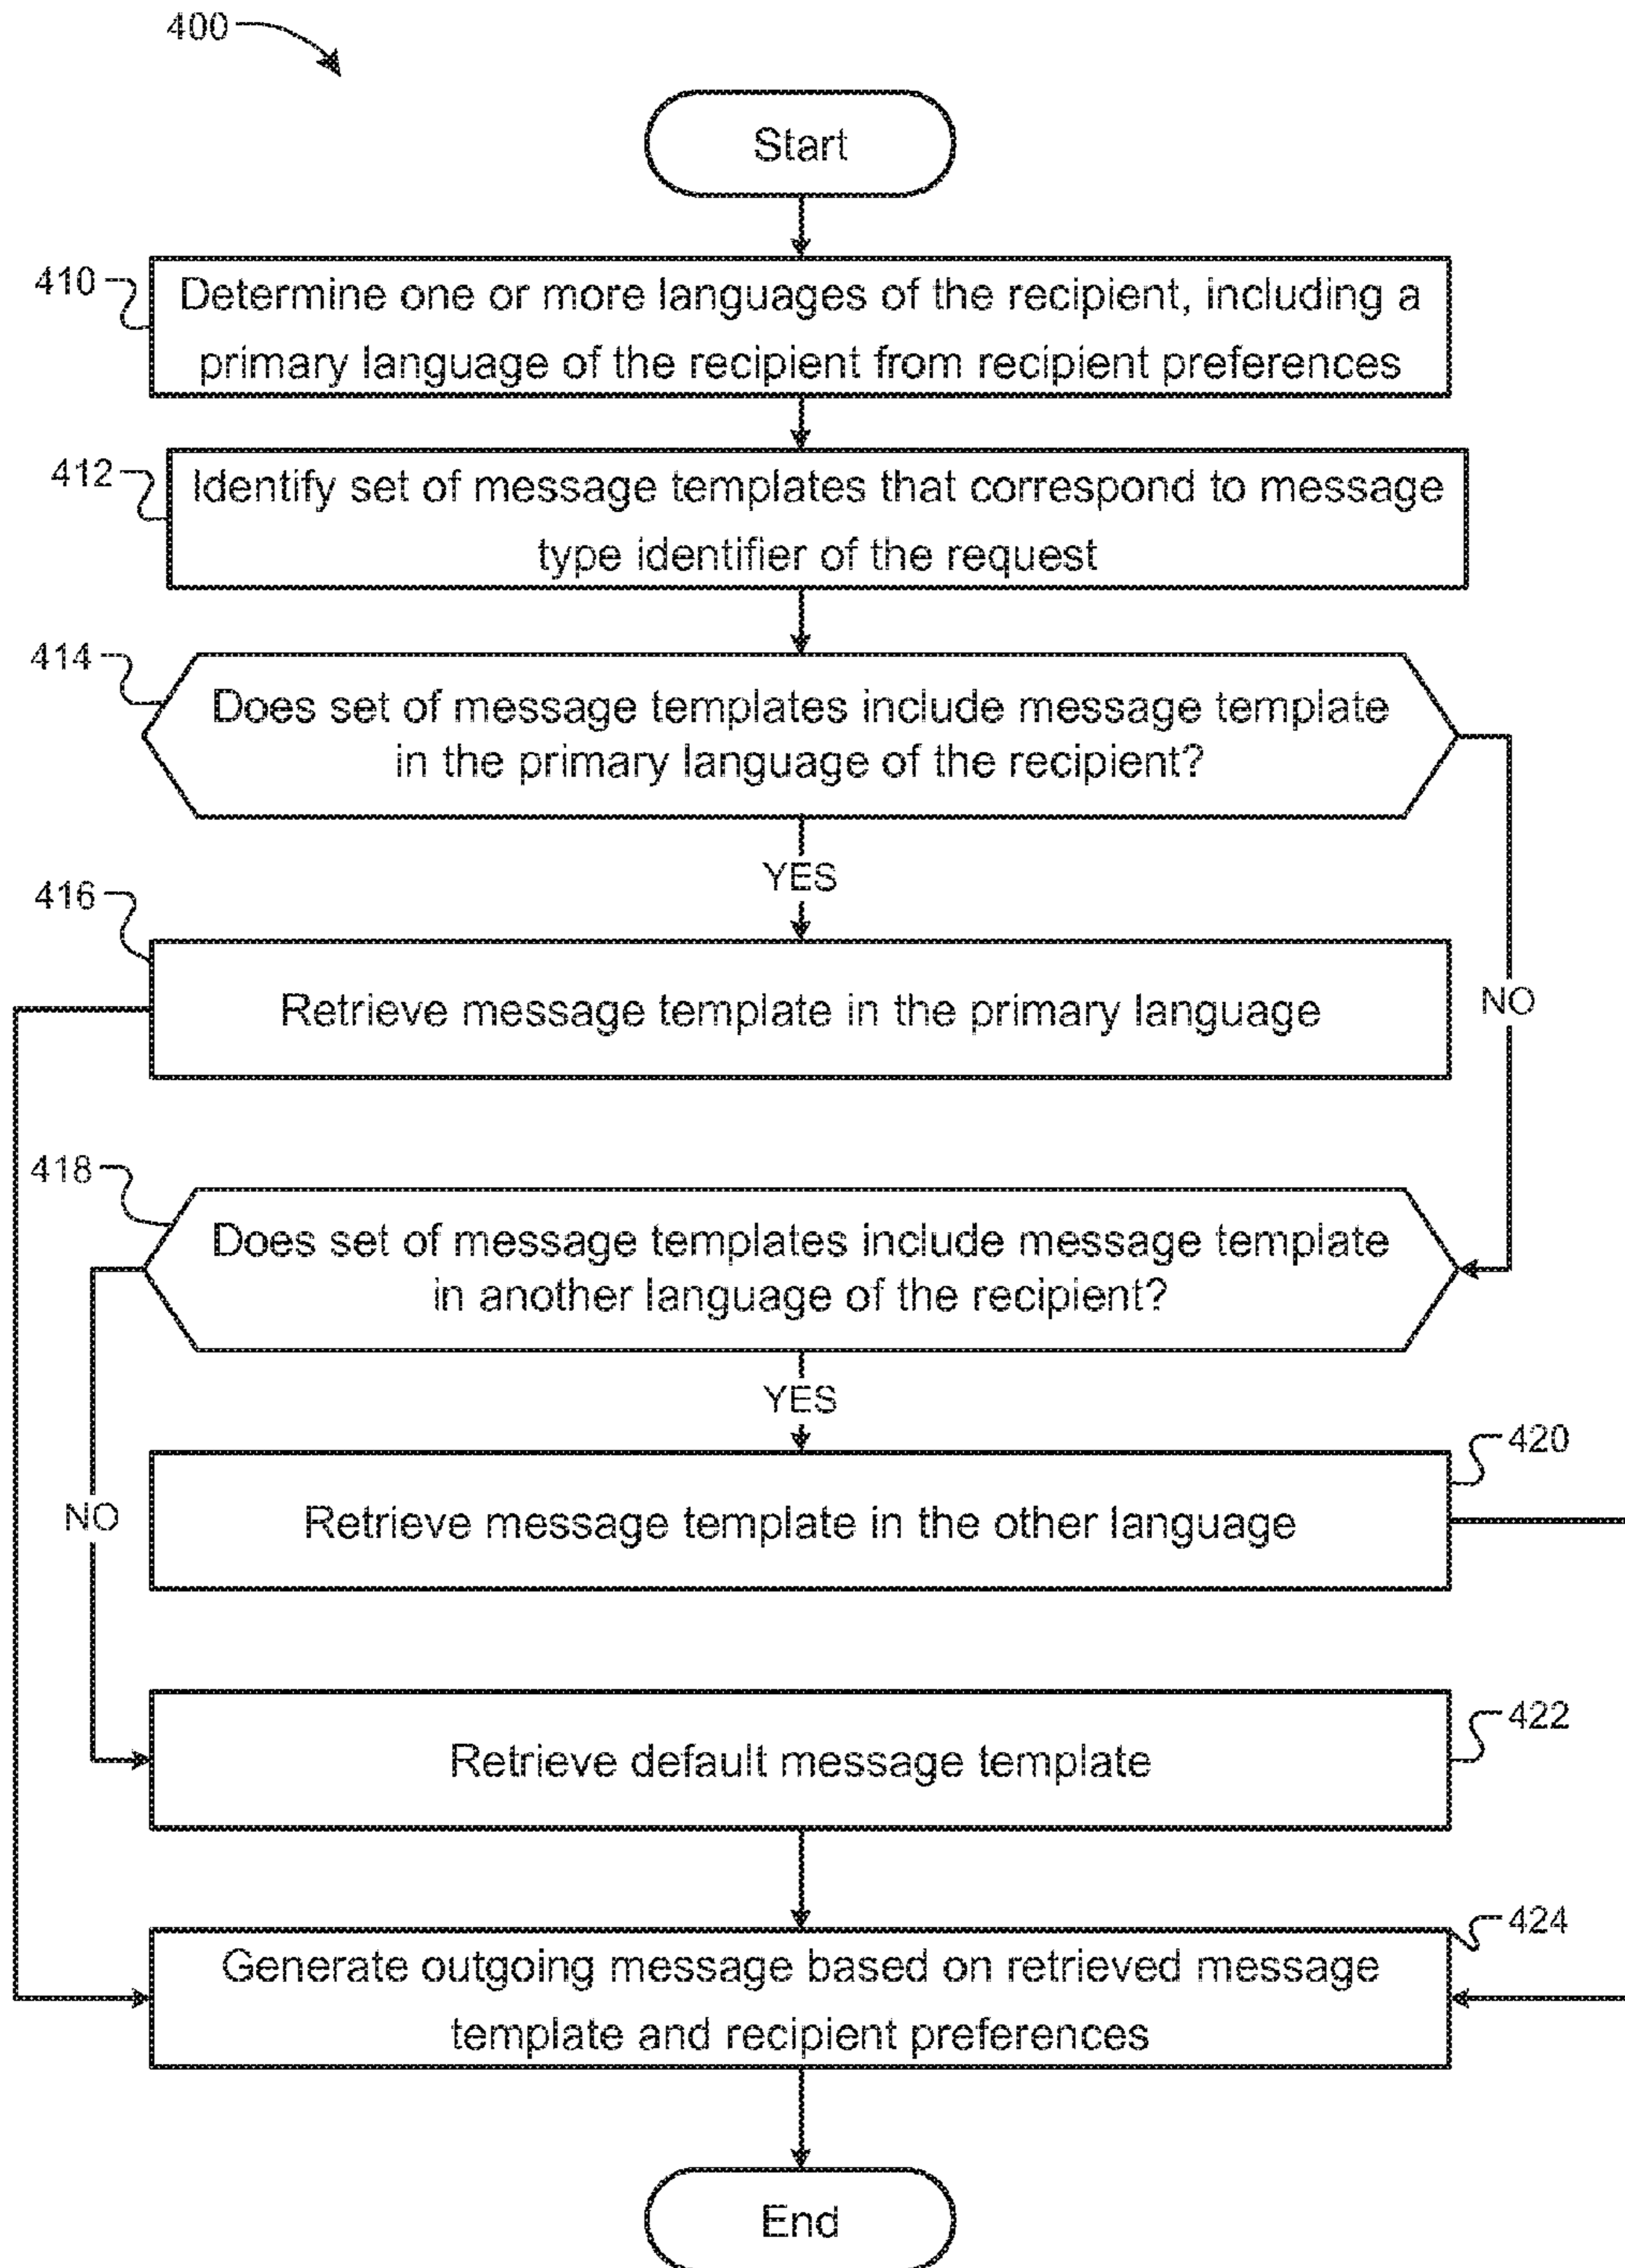 400
Start
410
Determine one or more languages of the recipient, including a
primary language of the recipient from recipient preferences
412
Identify set of message templates that correspond to message
type identifier of the request
414
Does set of message templates include message template
in the primary language of the recipient?
YES
416
Retrieve message template in the primary language
NO
418
Does set of message templates include message template
in another language of the recipient?
YES
420
Retrieve message template in the other language
NO
422
Retrieve default message template
424
Generate outgoing message based on retrieved message
template and recipient preferences
End